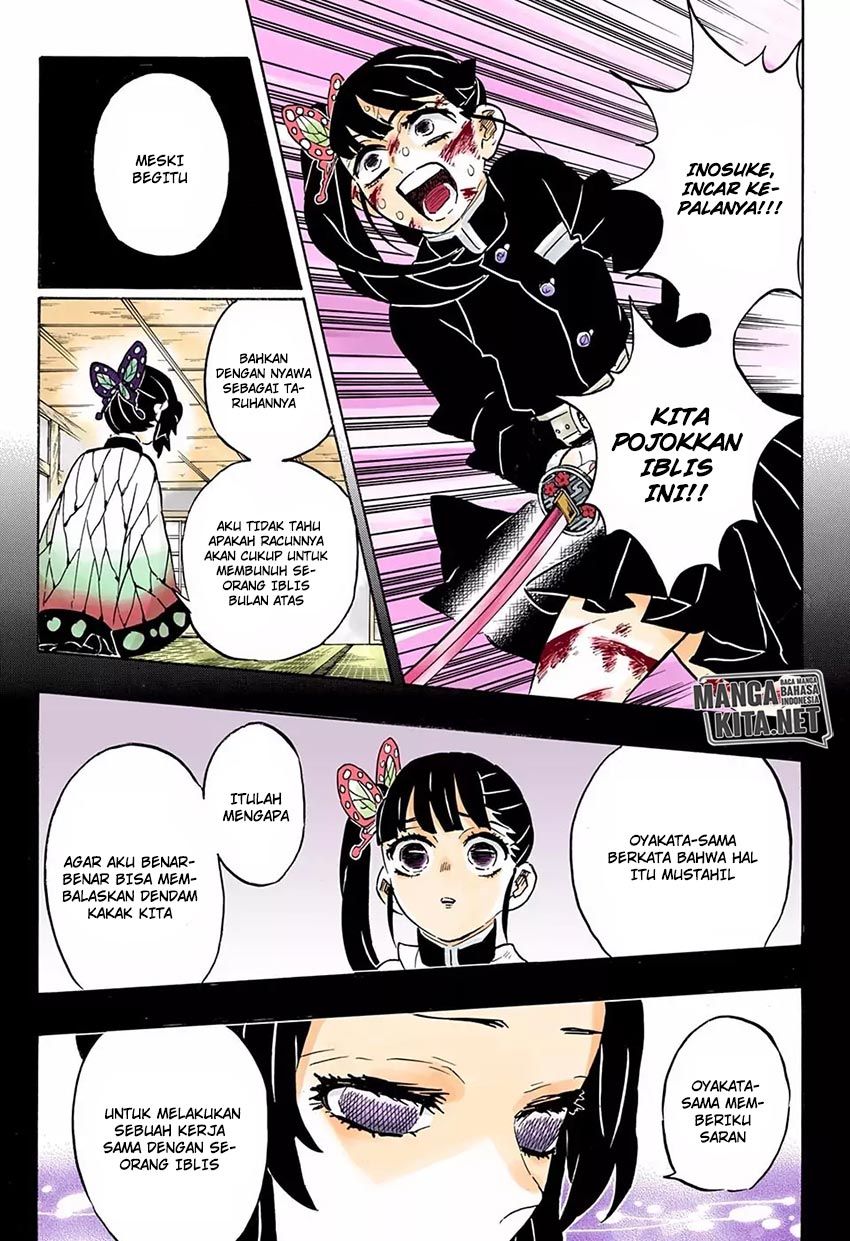 INOSUKE,
INCAR KE-
PALANYA!!!
KITA
POJOKKAN
IBLIS
INI!!
MESKI
BEGITU
BAHKAN
DENGAN NYAWA
SEBAGAI TA-
RUHANNYA
AKU TIDAK TAHU
APAKAH RACUNNYA
AKAN CUKUP UNTUK
MEMBUNUH SE-
ORANG IBLIS
BULAN ATAS
MANGA
KITA.NET
BACA MANGA
BAHASA
INDONESIA
OYAKATA-SAMA
BERKATA BAHWA HAL
ITU MUSTAHIL
ITULAH
MENGAPA
AGAR AKU BENAR-
BENAR BISA MEM-
BALASKAN DENDAM
KAKAK KITA
OYAKATA-
SAMA MEM-
BERIKU
SARAN
UNTUK MELAKUKAN
SEBUAH KERJA
SAMA DENGAN SE-
ORANG IBLIS